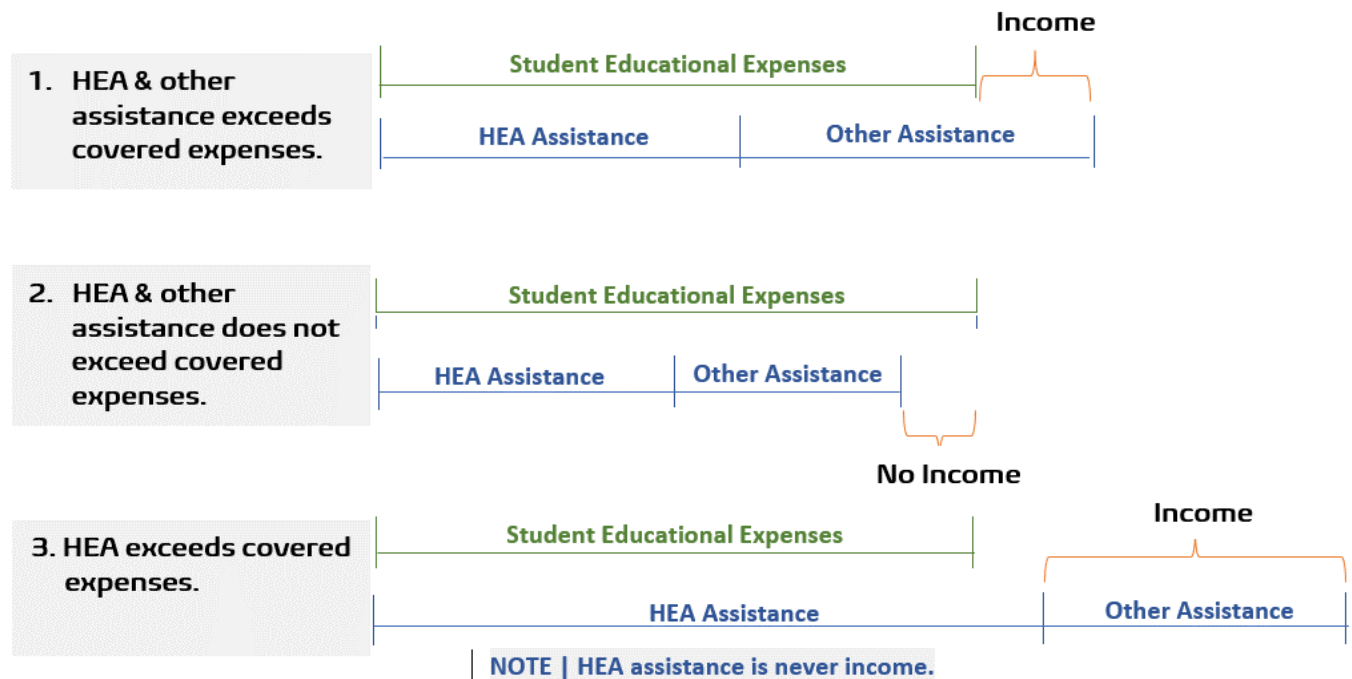 Income
Student Educational Expenses
1. HEA & other
assistance exceeds
covered expenses.
HEA Assistance
Other Assistance
2. HEA & other
assistance does not
exceed covered
expenses.
Student Educational Expenses
HEA Assistance
Other Assistance
No Income
Income
3. HEA exceeds covered
expenses.
Student Educational Expenses
HEA Assistance
Other Assistance
NOTE | HEA assistance is never income.